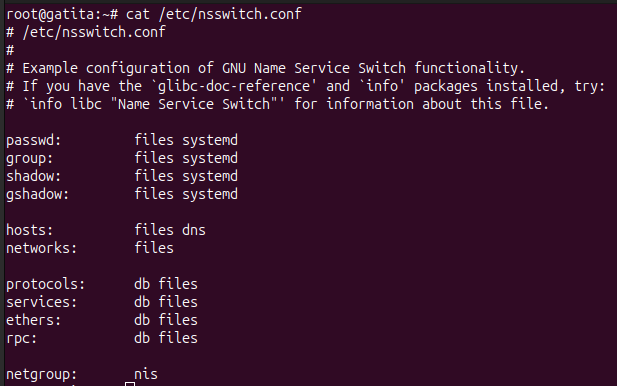 root@gatita:~# cat /etc/nsswitch.conf
# /etc/nsswitch.conf
#
# Example configuration of GNU Name Service Switch functionality.
# If you have the `glibc-doc-reference' and `info' packages installed, try:
# `info libc "Name Service Switch"' for information about this file.

passwd:         files systemd
group:          files systemd
shadow:         files systemd
gshadow:        files systemd

hosts:          files dns
networks:       files

protocols:      db files
services:       db files
ethers:         db files
rpc:            db files

netgroup:       nis